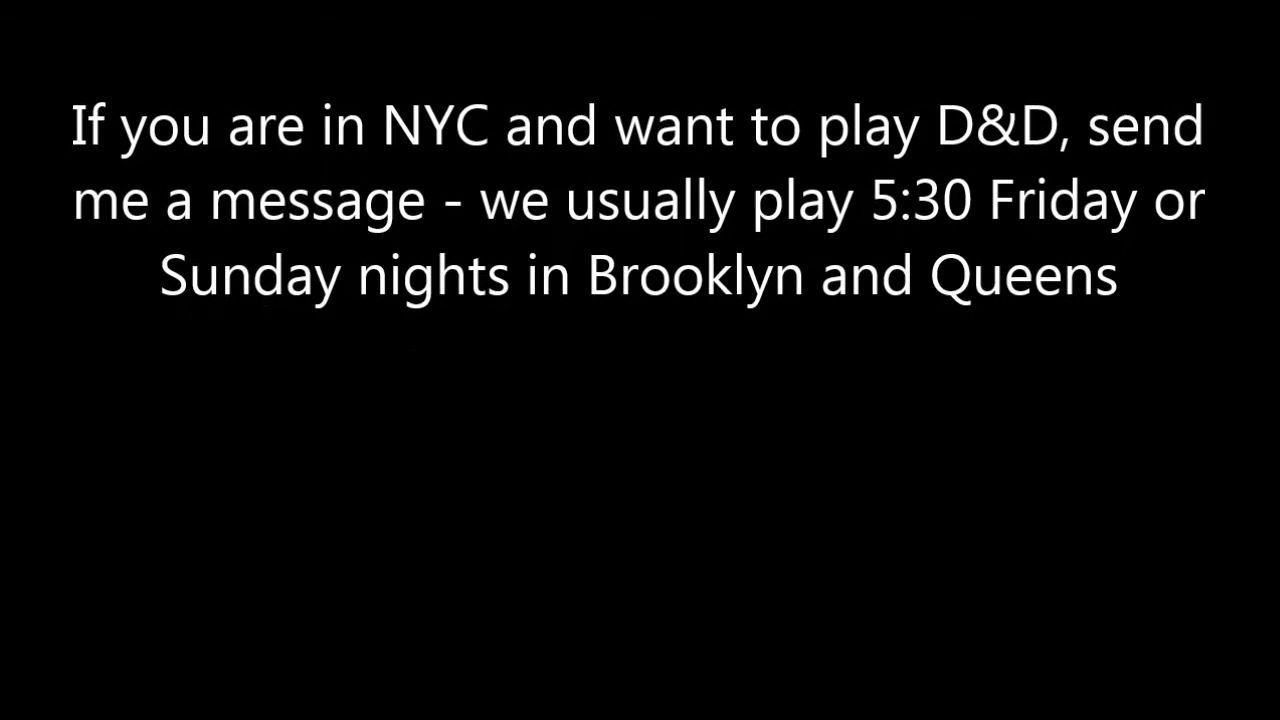 If you are in NYC and want to play D&D, send
me a message - we usually play 5:30 Friday or
Sunday nights in Brooklyn and Queens